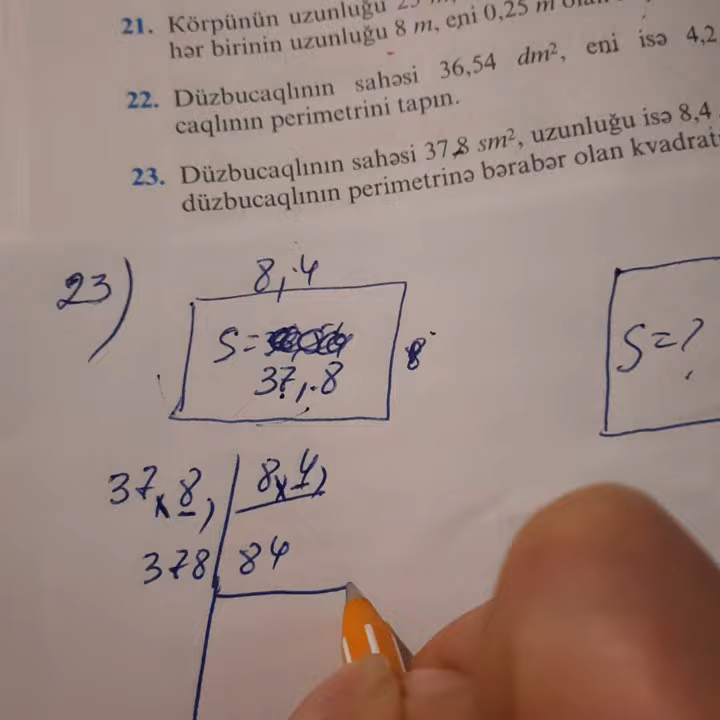 21. Körpünün uzunluğu 25
hər birinin uzunluğu 8 m, eni 0,25 m olan
22. Düzbucaqlının sahəsi 36,54 dm², eni isə 4,2
caqlının perimetrini tapın.
23. Düzbucaqlının sahəsi 37,8 sm², uzunluğu isə 8,4
düzbucaqlının perimetrinə bərabər olan kvadrat
23)
8,4
S=
37,8
S=?
37,8, 8,4,
378 84